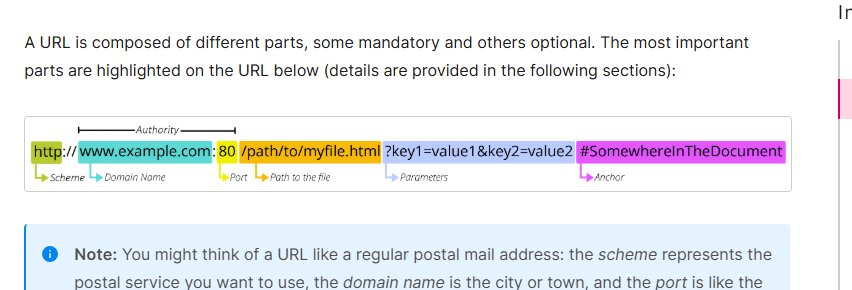 In
A URL is composed of different parts, some mandatory and others optional. The most important
parts are highlighted on the URL below (details are provided in the following sections):
Authority
http://www.example.com:80/path/to/myfile.html?key1=value1&key2=value2#SomewhereInTheDocument
Scheme Domain Name Port Path to the file Parameters Anchor
Note: You might think of a URL like a regular postal mail address: the scheme represents the
postal service you want to use, the domain name is the city or town, and the port is like the